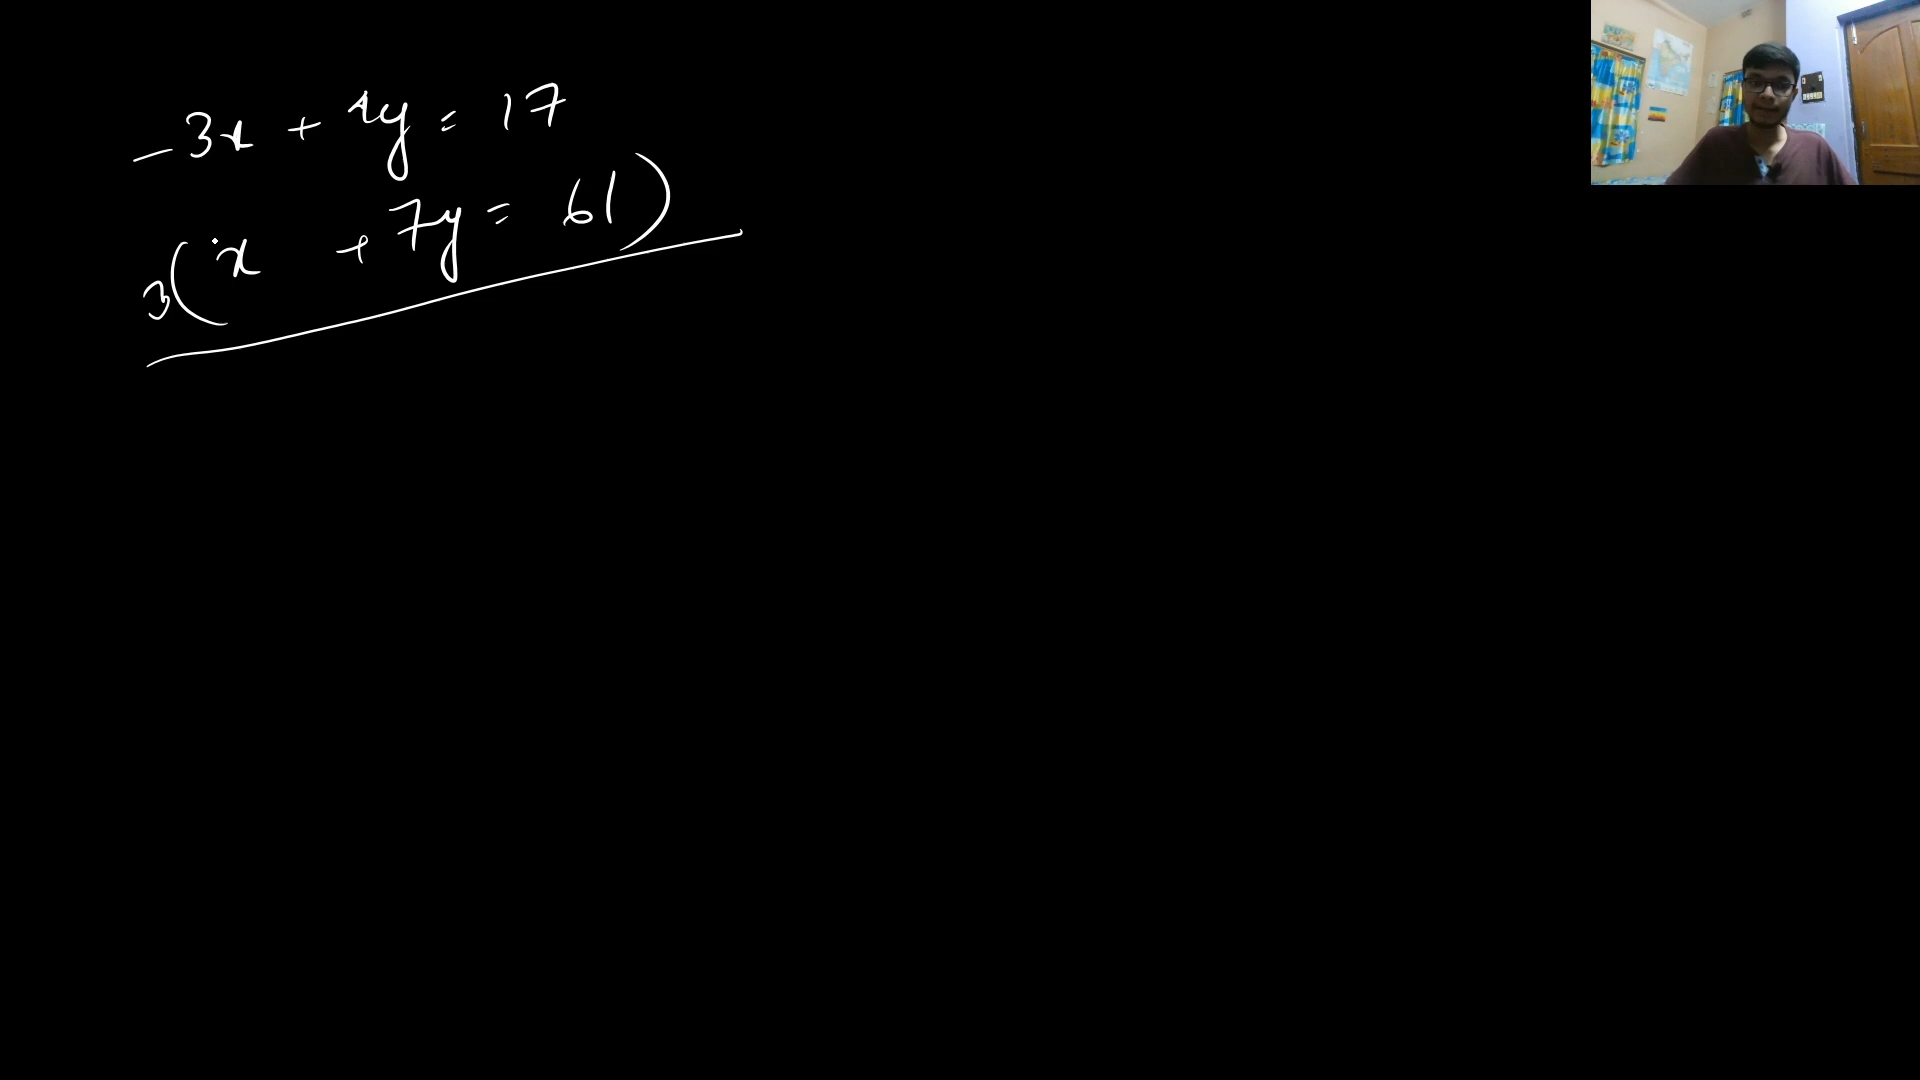 -3x + 4y = 17
3(x + 7y = 61)